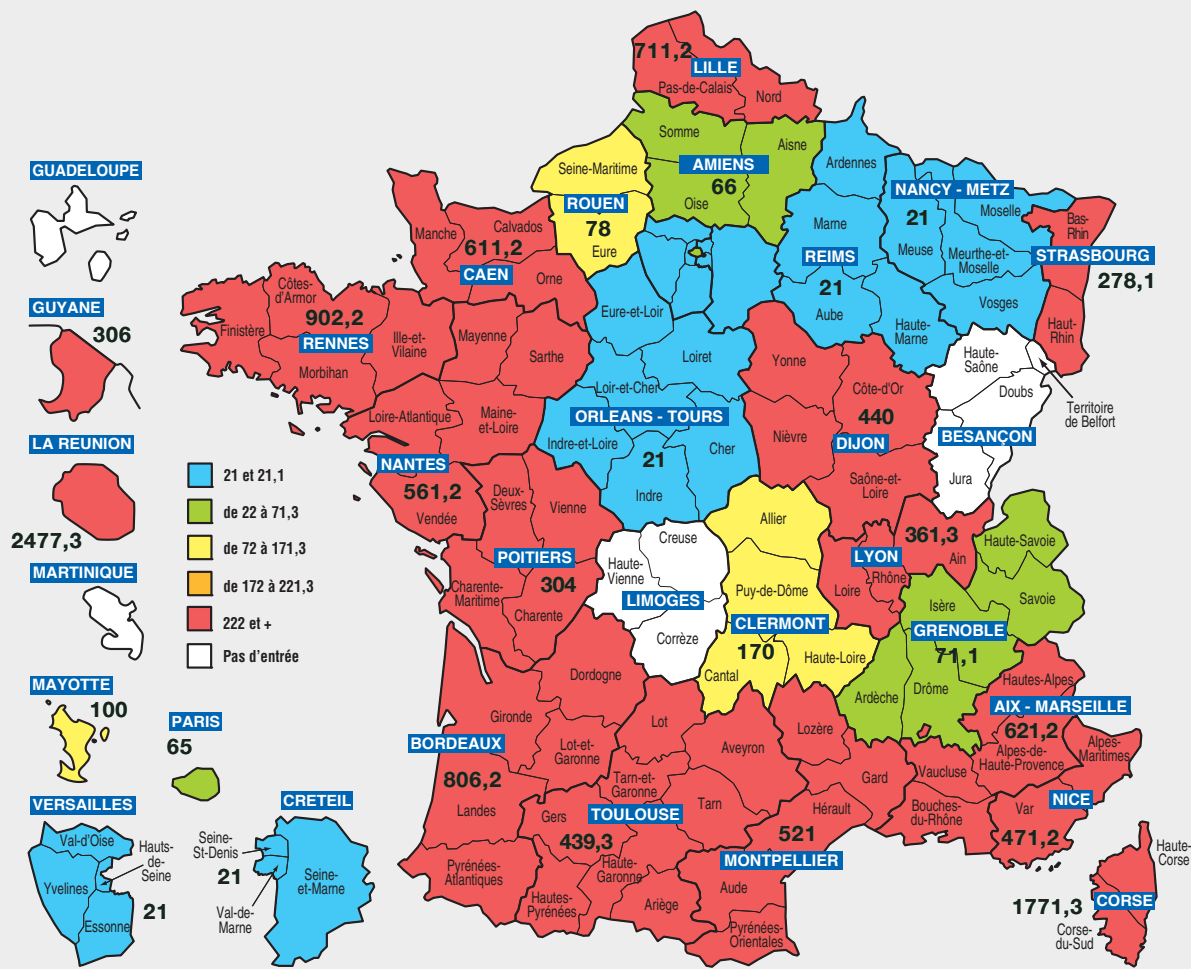 711,2
LILLE
Pas-de-Calais
Nord
Somme
Aisne
AMIENS
66
Oise
Seine-Maritime
ROUEN
78
Eure
Ardennes
Marne
REIMS
21
Aube
Haute-
Marne
NANCY - METZ
21
Moselle
Meuse
Meurthe-et-
Moselle
Vosges
Bas-
Rhin
STRASBOURG
278,1
Haut-
Rhin
GUADELOUPE
GUYANE
306
LA REUNION
2477,3
MARTINIQUE
MAYOTTE
100
PARIS
65
VERSAILLES
Val-d'Oise
Hauts-
de-
Seine
Yvelines
Essonne
21
CRETEIL
Seine-
St-Denis
21
Val-de-
Marne
Seine-
et-Marne
21 et 21,1
de 22 à 71,3
de 72 à 171,3
de 172 à 221,3
222 et +
Pas d'entrée
Manche
Calvados
611,2
CAEN
Orne
Côtes-
d'Armor
Finistère
902,2
RENNES
Ille-et-
Vilaine
Morbihan
Mayenne
Sarthe
Loire-Atlantique
Maine-
et-Loire
NANTES
561,2
Vendée
Eure-et-Loir
Loiret
Loir-et-Cher
ORLEANS - TOURS
Indre-et-Loire
21
Cher
Indre
Yonne
Côte-d'Or
440
Nièvre
DIJON
Saône-et-
Loire
Haute-
Saône
Doubs
Territoire
de Belfort
BESANÇON
Jura
Deux-
Sèvres
Vienne
POITIERS
304
Charente-
Maritime
Charente
Creuse
Haute-
Vienne
LIMOGES
Corrèze
Allier
Puy-de-Dôme
CLERMONT
170
Haute-Loire
Cantal
LYON
361,3
Ain
Rhône
Loire
Haute-Savoie
Savoie
Isère
GRENOBLE
71,1
Ardèche
Drôme
Dordogne
Gironde
BORDEAUX
Lot-et-
Garonne
806,2
Landes
Pyrénées-
Atlantiques
Lot
Aveyron
Tarn-et-
Garonne
Tarn
Gers
TOULOUSE
439,3
Haute-
Garonne
Hautes-
Pyrénées
Ariège
Lozère
Gard
Hérault
521
MONTPELLIER
Aude
Pyrénées-
Orientales
Hautes-Alpes
AIX - MARSEILLE
621,2
Alpes-de-
Haute-Provence
Vaucluse
Bouches-
du-Rhône
Alpes-
Maritimes
NICE
Var
471,2
Haute-
Corse
1771,3
CORSE
Corse-
du-Sud